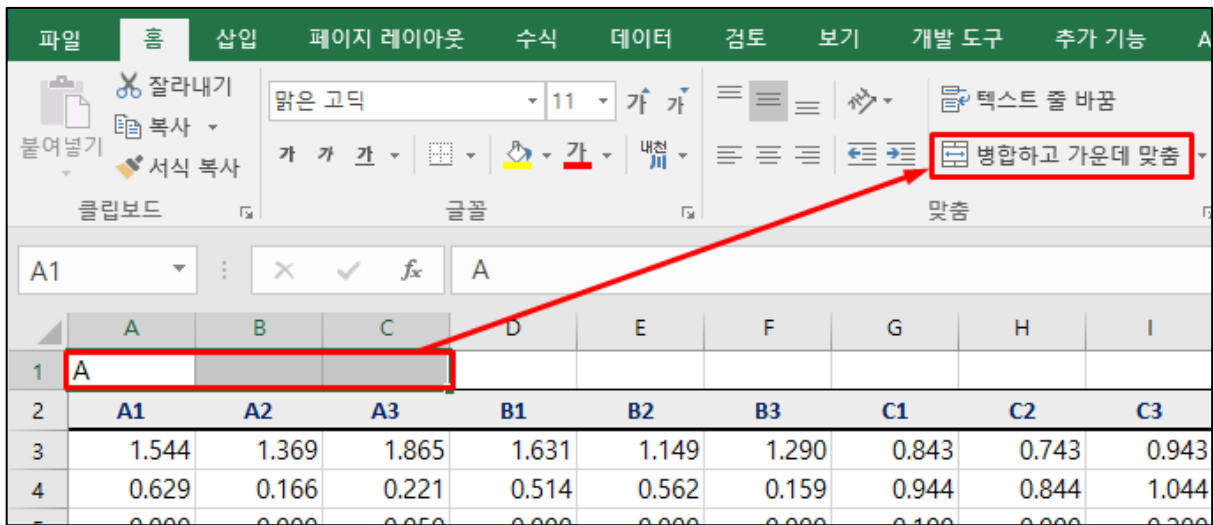 파일 홈 삽입 페이지 레이아웃 수식 데이터 검토 보기 개발 도구 추가 기능 A
잘라내기
복사
서식 복사
붙여넣기
클립보드
맑은 고딕 11 가 가
가 가 가 가 내천 川
글꼴
텍스트 줄 바꿈
병합하고 가운데 맞춤
맞춤
A1 fx A
A B C D E F G H I
1 A
2 A1 A2 A3 B1 B2 B3 C1 C2 C3
3 1.544 1.369 1.865 1.631 1.149 1.290 0.843 0.743 0.943
4 0.629 0.166 0.221 0.514 0.562 0.159 0.944 0.844 1.044